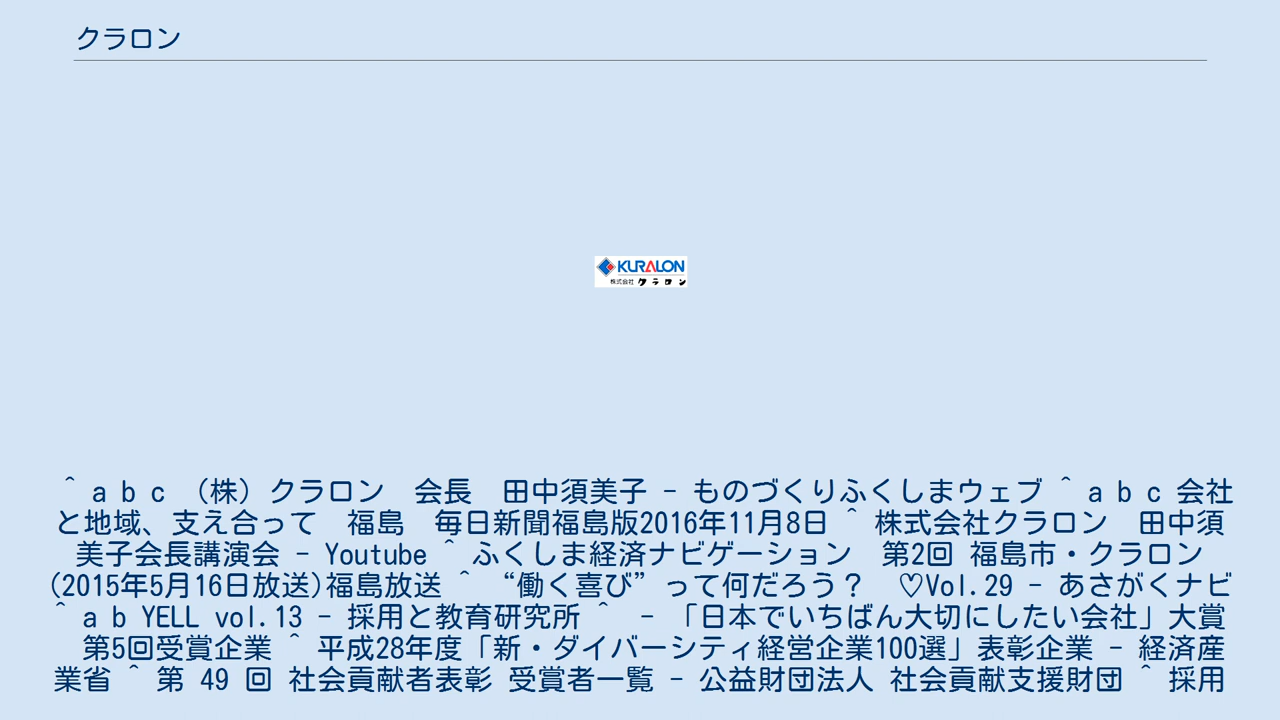 クラロン
KURALON
株式会社 クラロン
^ a b c （株）クラロン　会長　田中須美子 - ものづくりふくしまウェブ ^ a b c 会社
と地域、支え合って　福島　毎日新聞福島版2016年11月8日 ^ 株式会社クラロン　田中須
美子会長講演会 - Youtube ^ ふくしま経済ナビゲーション　第2回 福島市・クラロン
(2015年5月16日放送)福島放送 ^ “働く喜び”って何だろう？　♡Vol.29 - あさがくナビ
^ a b YELL vol.13 - 採用と教育研究所 ^　- 「日本でいちばん大切にしたい会社」大賞
第5回受賞企業 ^ 平成28年度「新・ダイバーシティ経営企業100選」表彰企業 - 経済産
業省 ^ 第 49 回 社会貢献者表彰 受賞者一覧 - 公益財団法人 社会貢献支援財団 ^ 採用